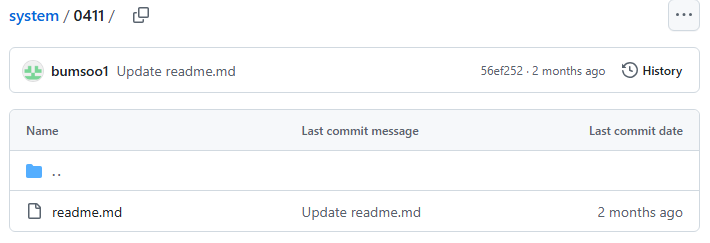 system / 0411 /
bumsoo1 Update readme.md 56ef252 · 2 months ago History
Name Last commit message Last commit date
..
readme.md Update readme.md 2 months ago